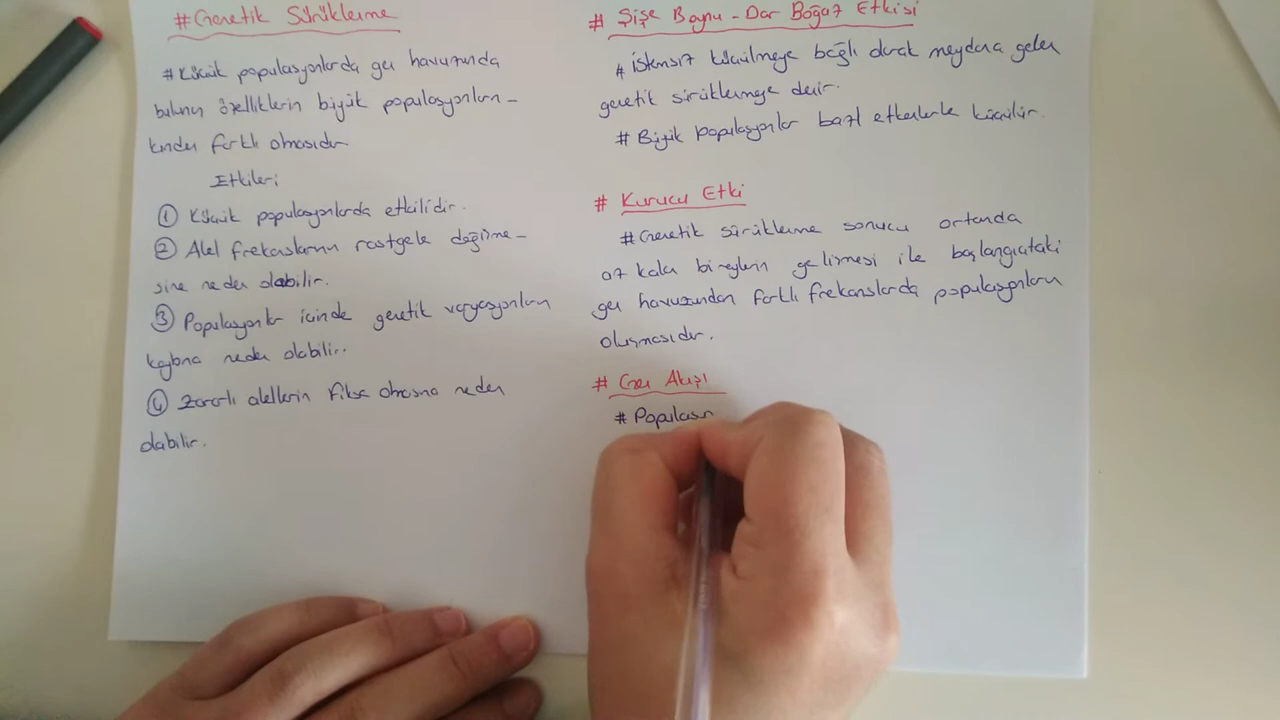 #Genetik Sürüklenme
#Küçük populasyonlarda gen havuzunda
bulunan özelliklerin büyük populasyonların-
kinden farklı olmasıdır
Etkileri
① Küçük populasyonlarda etkilidir.
② Alel frekanslarının rastgele değişme-
sine neden olabilir.
③ Populasyonlar içinde genetik varyasyonların
kaybına neden olabilir.
④ Zararlı alellerin fikse olmasına neden
olabilir.
# Şişe Boynu - Dar Boğaz Etkisi
# İstemsiz küçülmeye bağlı olarak meydana gelen
genetik sürüklenmeye denir.
# Büyük populasyonlar bazı etkenlerle küçülür.
# Kurucu Etki
#Genetik sürüklenme sonucu ortamda
az kalan bireylerin gelişmesi ile başlangıçtaki
gen havuzundan farklı frekanslarda populasyonların
oluşmasıdır.
# Gen Akışı
# Populasn